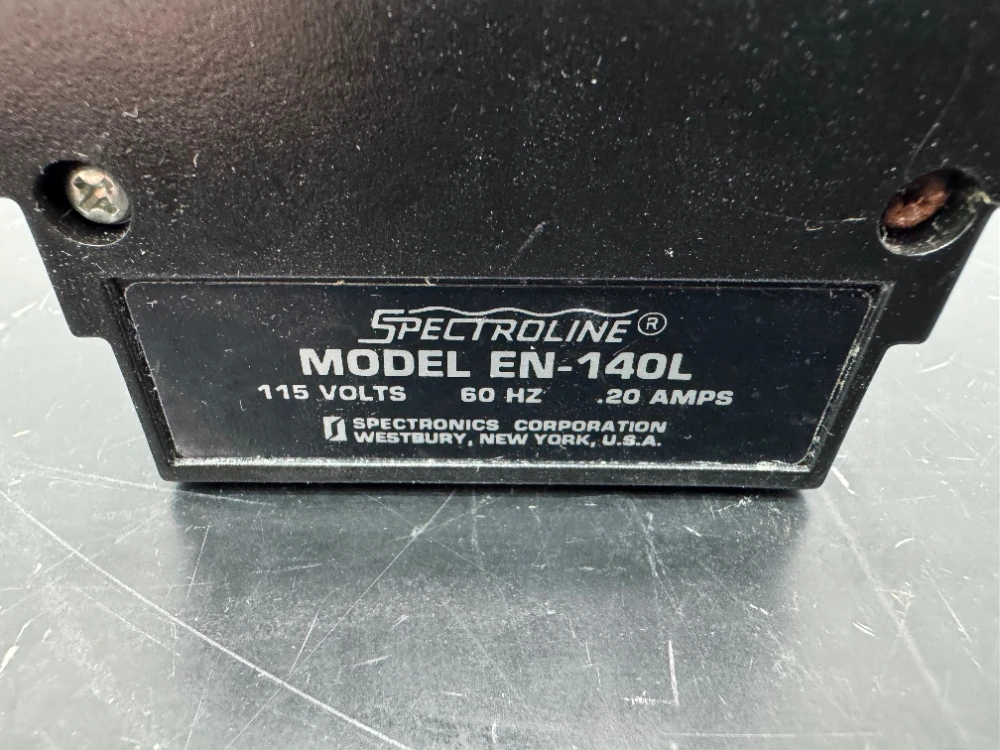 SPECTROLINE®
MODEL EN-140L
115 VOLTS 60 HZ .20 AMPS
SPECTRONICS CORPORATION
WESTBURY, NEW YORK, U.S.A.